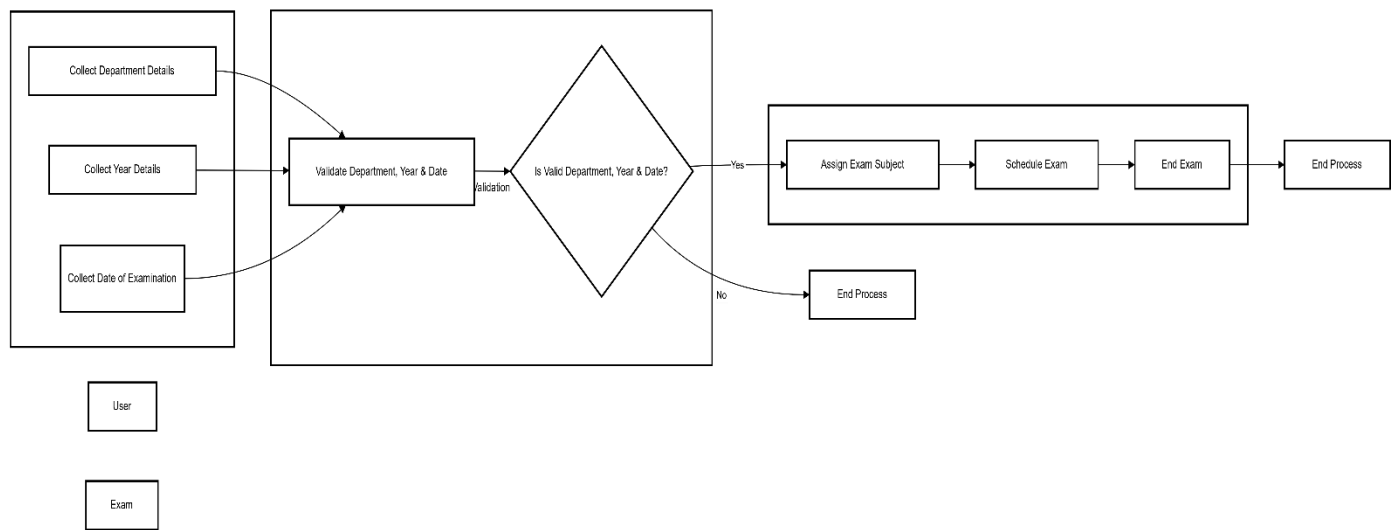 Collect Department Details
Collect Year Details
Collect Date of Examination
Validate Department, Year & Date
Validation
Is Valid Department, Year & Date?
Yes
No
Assign Exam Subject
Schedule Exam
End Exam
End Process
End Process
User
Exam